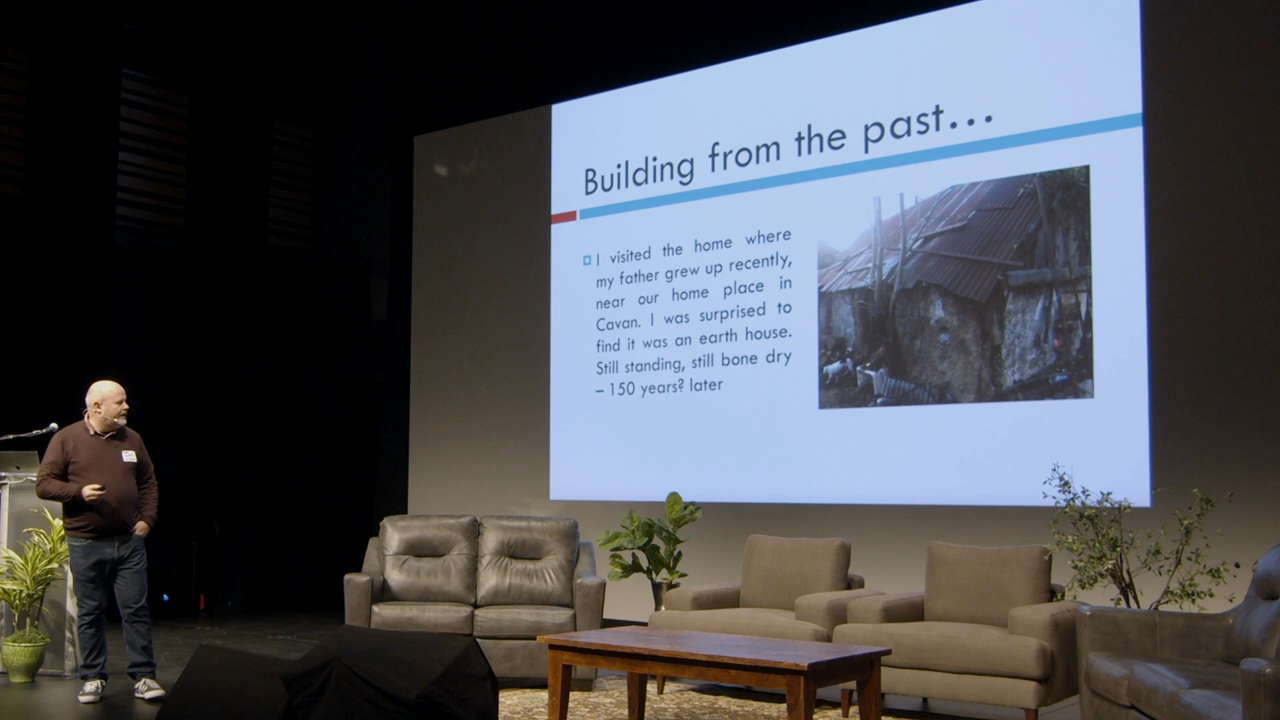 Building from the past...
I visited the home where
my father grew up recently,
near our home place in
Cavan. I was surprised to
find it was an earth house.
Still standing, still bone dry
– 150 years? later